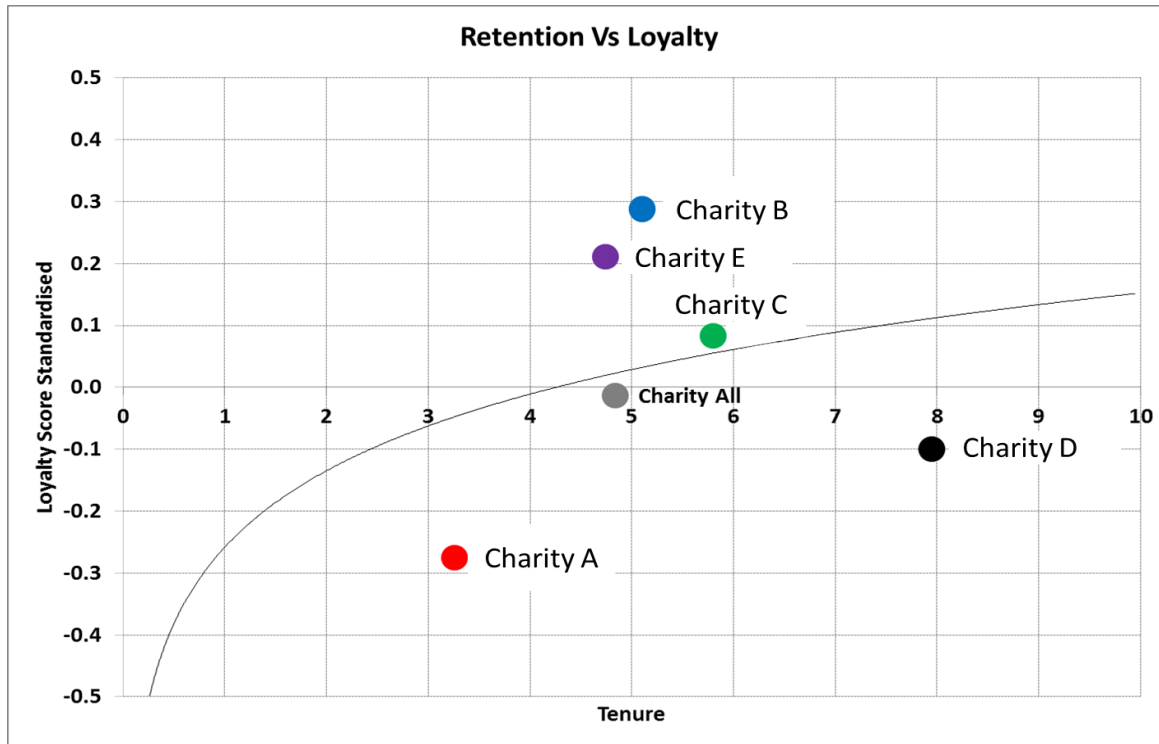 Retention Vs Loyalty
0.5
0.4
0.3
Charity B
0.2
Charity E
Charity C
0.1
0.0
Charity All
0 1 2 3 4 5 6 7 8 9 10
-0.1
Charity D
-0.2
Charity A
-0.3
-0.4
-0.5
Loyalty Score Standardised
Tenure